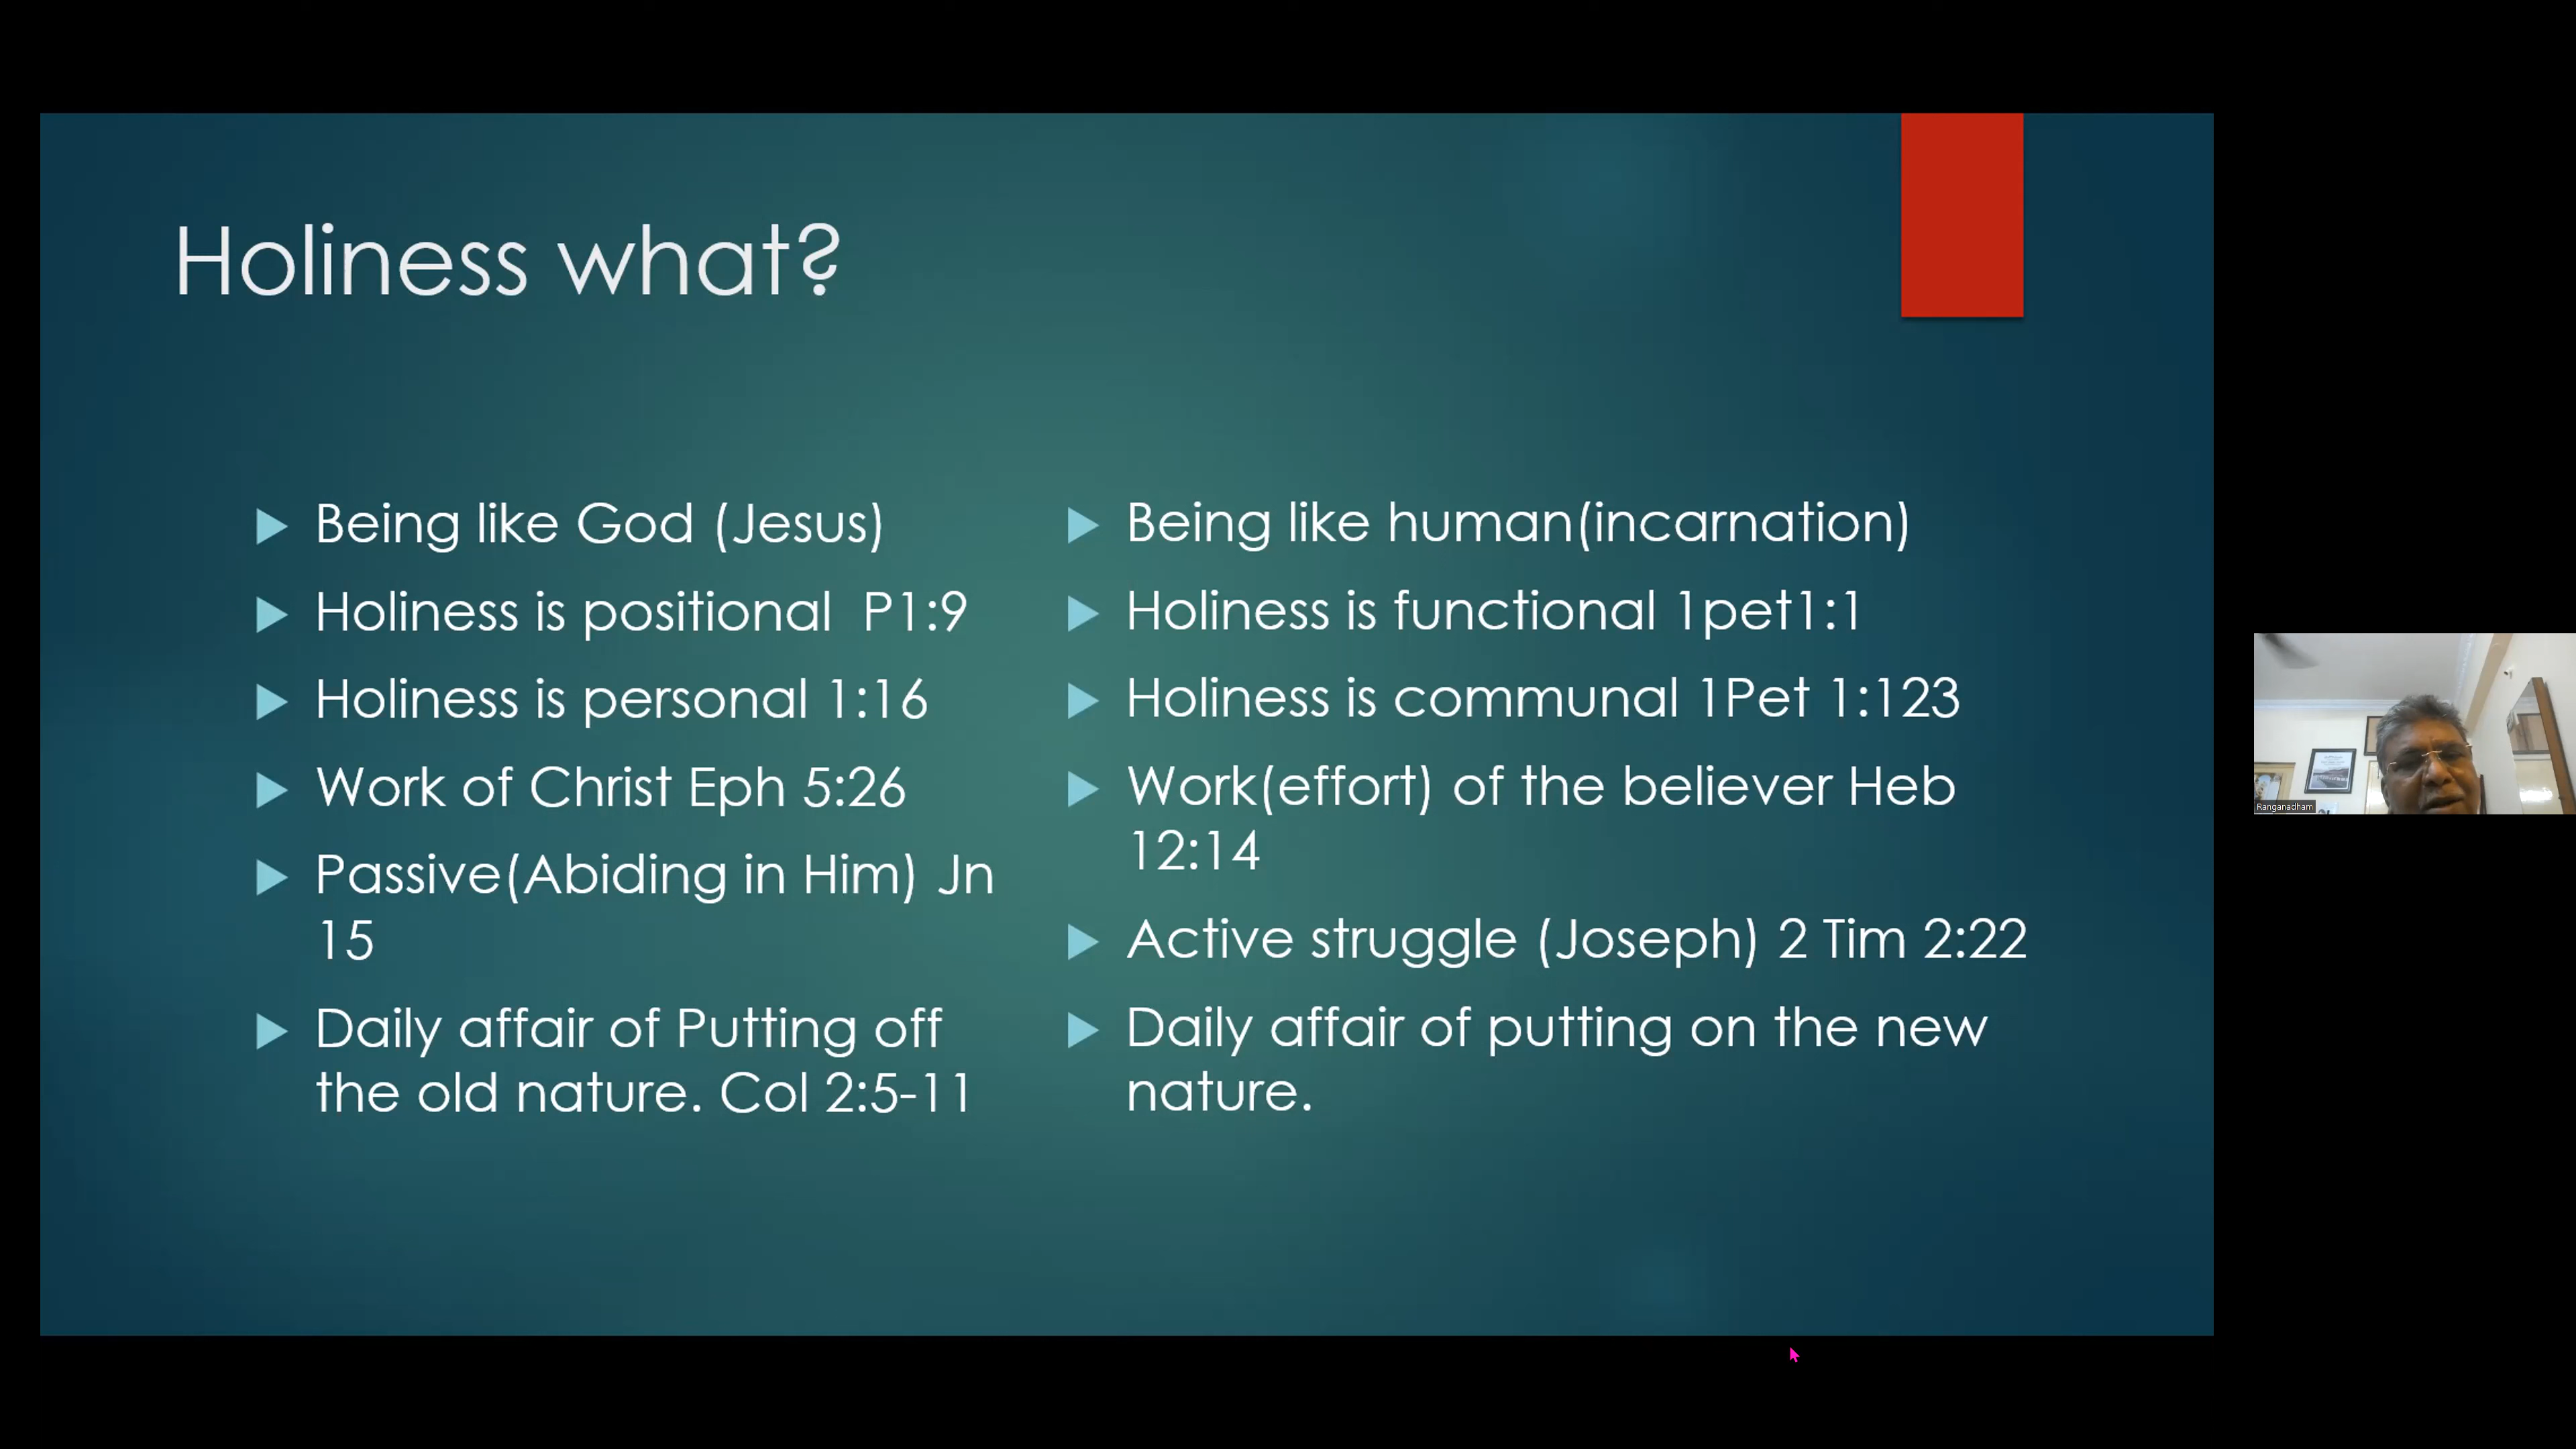 Holiness what?
Being like God (Jesus)
Holiness is positional  P1:9
Holiness is personal 1:16
Work of Christ Eph 5:26
Passive(Abiding in Him) Jn
15
Daily affair of Putting off
the old nature. Col 2:5-11
Being like human(incarnation)
Holiness is functional 1pet1:1
Holiness is communal 1Pet 1:123
Work(effort) of the believer Heb
12:14
Active struggle (Joseph) 2 Tim 2:22
Daily affair of putting on the new
nature.
Ranganadham